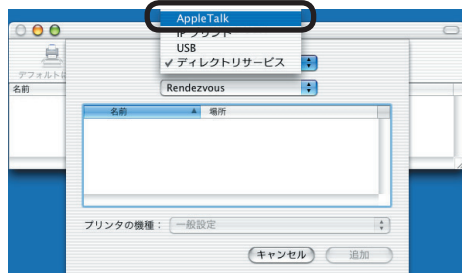 AppleTalk
IP プリント
USB
✓ ディレクトリサービス
デフォルトに
Rendezvous
名前
名前 場所
プリンタの機種： 一般設定
キャンセル 追加